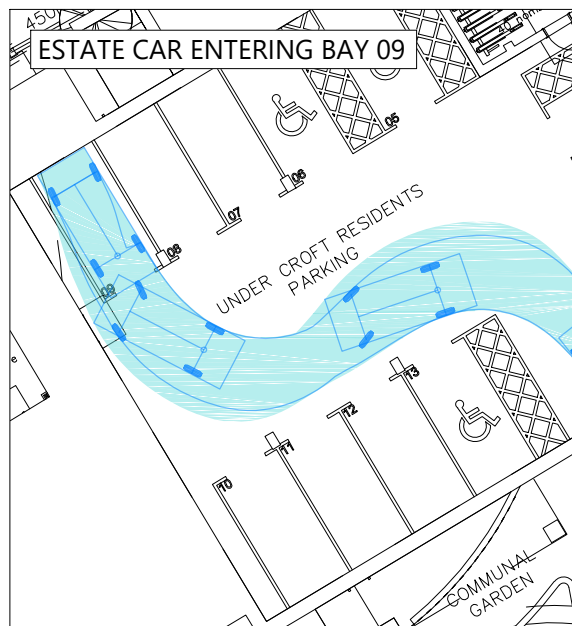 450
ESTATE CAR ENTERING BAY 09
05
06
07
08
09
UNDER CROFT RESIDENTS
PARKING
13
12
11
10
COMMUNAL
GARDEN